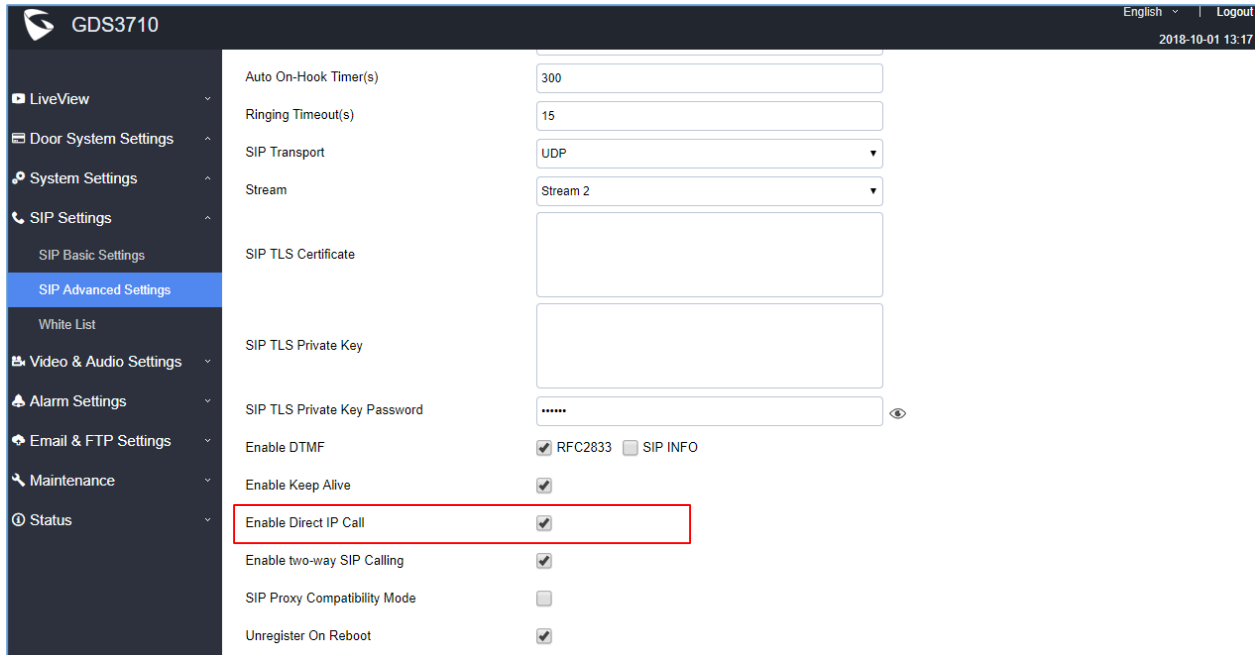 GDS3710
English | Logout
2018-10-01 13:17
LiveView
Door System Settings
System Settings
SIP Settings
SIP Basic Settings
SIP Advanced Settings
White List
Video & Audio Settings
Alarm Settings
Email & FTP Settings
Maintenance
Status
Auto On-Hook Timer(s) 300
Ringing Timeout(s) 15
SIP Transport UDP
Stream Stream 2
SIP TLS Certificate
SIP TLS Private Key
SIP TLS Private Key Password ••••••
Enable DTMF RFC2833 SIP INFO
Enable Keep Alive
Enable Direct IP Call
Enable two-way SIP Calling
SIP Proxy Compatibility Mode
Unregister On Reboot